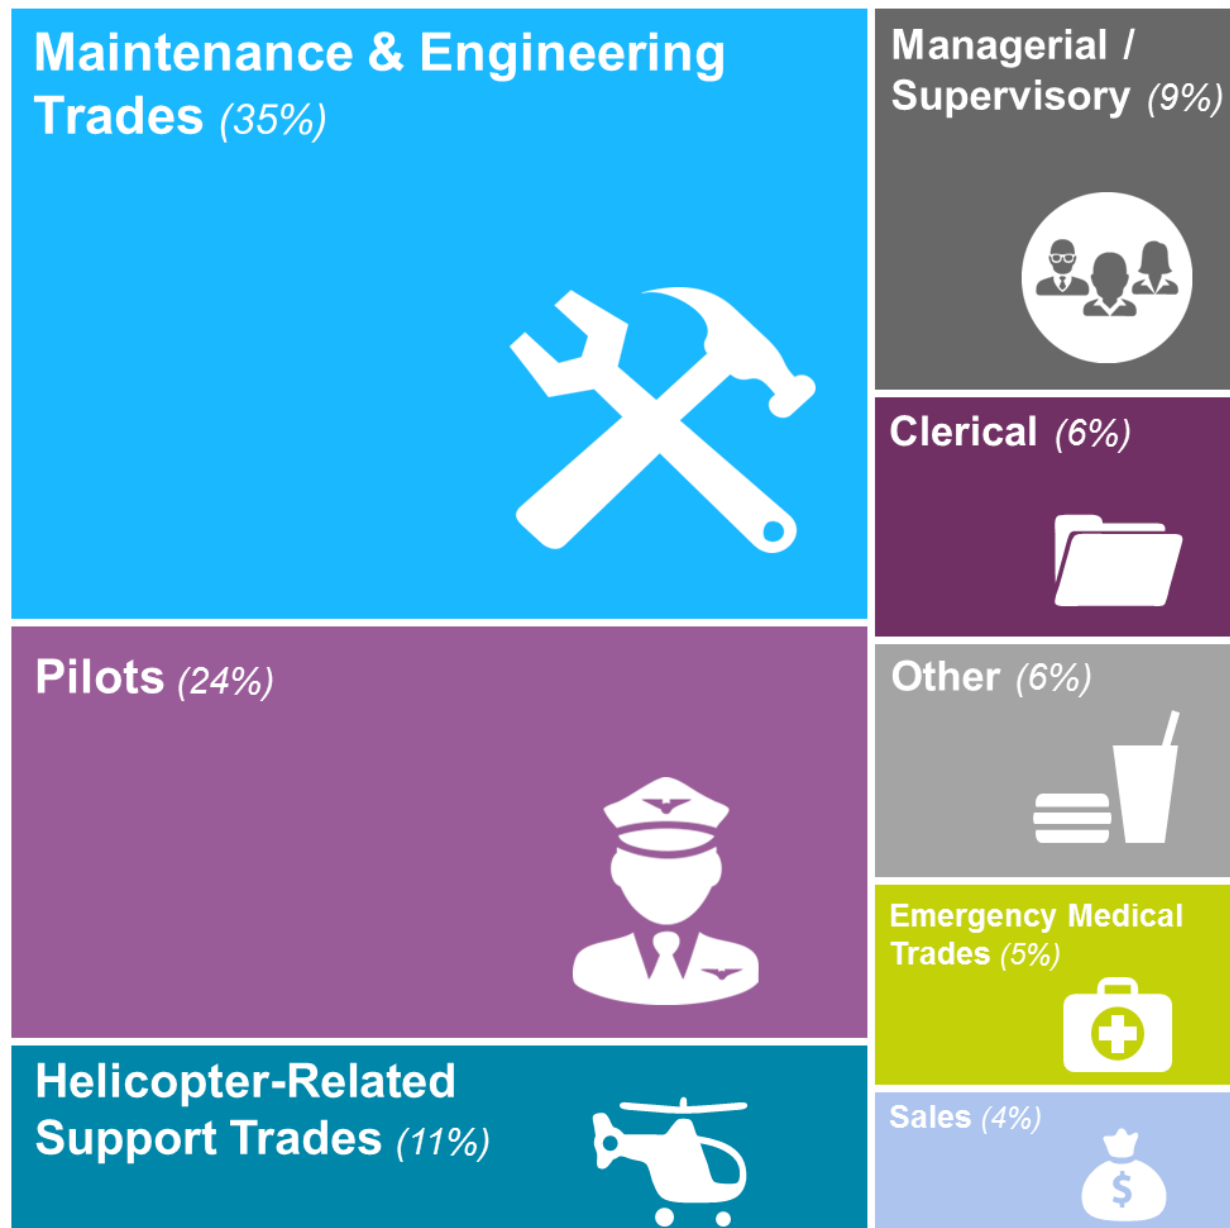 Maintenance & Engineering
Trades (35%)
Pilots (24%)
Helicopter-Related
Support Trades (11%)
Managerial /
Supervisory (9%)
Clerical (6%)
Other (6%)
Emergency Medical
Trades (5%)
Sales (4%)
$